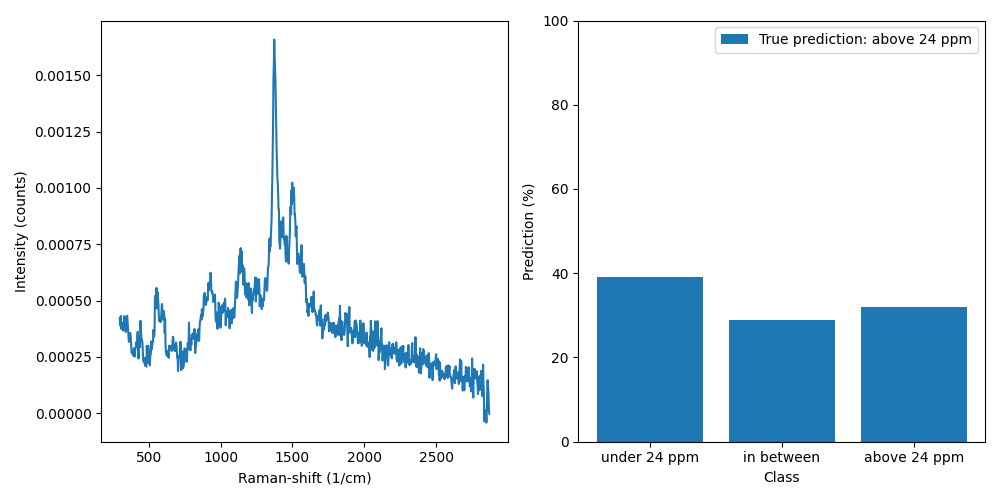 0.00150
0.00125
0.00100
0.00075
0.00050
0.00025
0.00000
Intensity (counts)
500 1000 1500 2000 2500
Raman-shift (1/cm)
100
80
60
40
20
0
Prediction (%)
True prediction: above 24 ppm
under 24 ppm in between above 24 ppm
Class